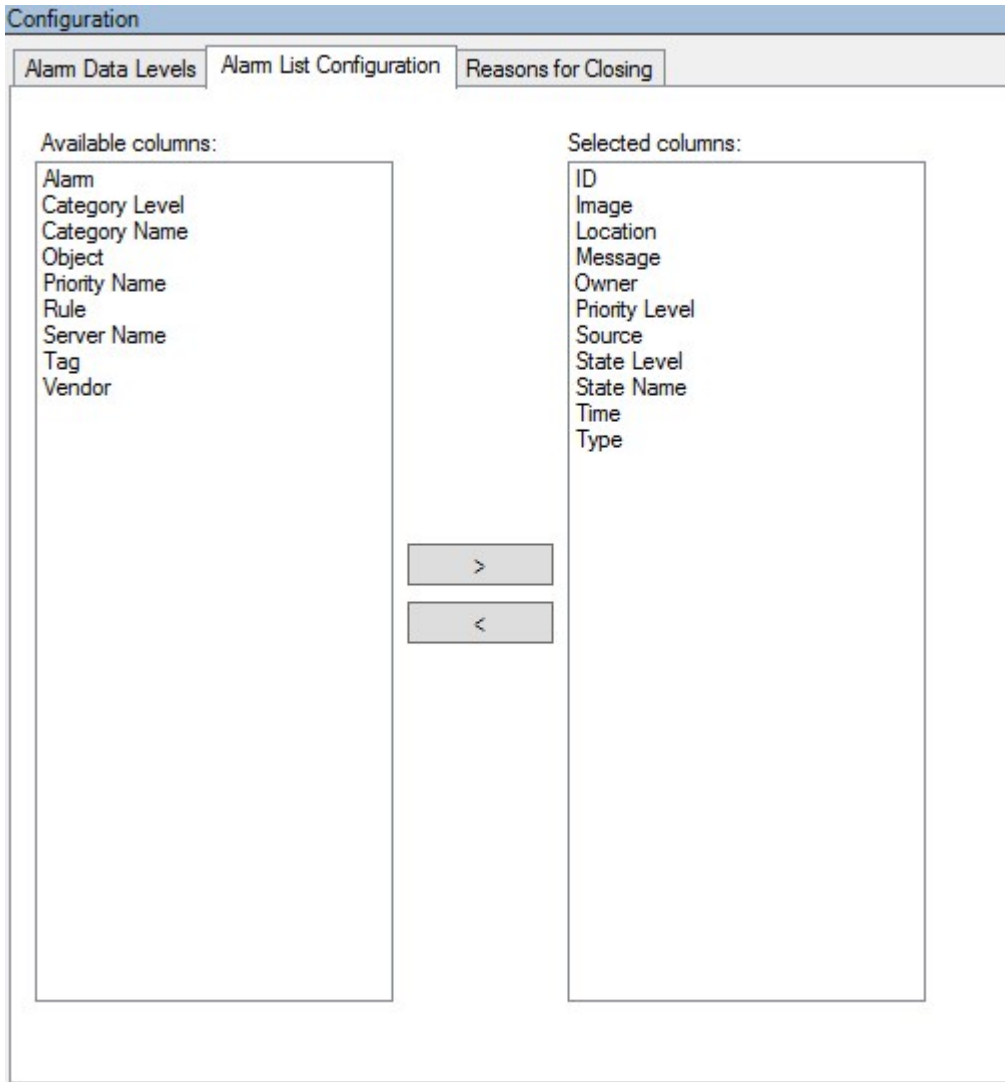 Configuration
Alarm Data Levels
Alarm List Configuration
Reasons for Closing
Available columns:
Alarm
Category Level
Category Name
Object
Priority Name
Rule
Server Name
Tag
Vendor
>
<
Selected columns:
ID
Image
Location
Message
Owner
Priority Level
Source
State Level
State Name
Time
Type